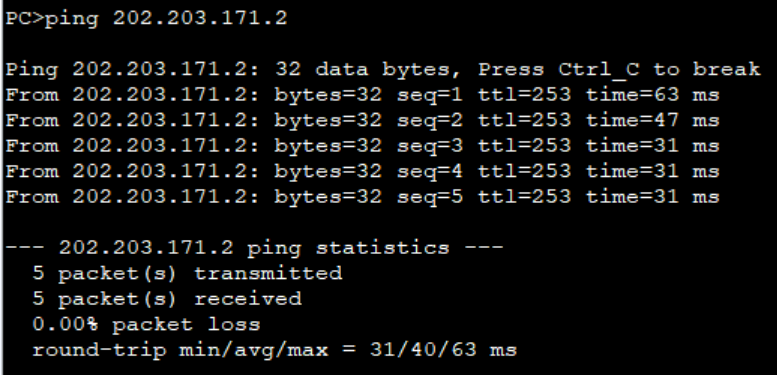 PC>ping 202.203.171.2
Ping 202.203.171.2: 32 data bytes, Press Ctrl_C to break
From 202.203.171.2: bytes=32 seq=1 ttl=253 time=63 ms
From 202.203.171.2: bytes=32 seq=2 ttl=253 time=47 ms
From 202.203.171.2: bytes=32 seq=3 ttl=253 time=31 ms
From 202.203.171.2: bytes=32 seq=4 ttl=253 time=31 ms
From 202.203.171.2: bytes=32 seq=5 ttl=253 time=31 ms
--- 202.203.171.2 ping statistics ---
5 packet(s) transmitted
5 packet(s) received
0.00% packet loss
round-trip min/avg/max = 31/40/63 ms